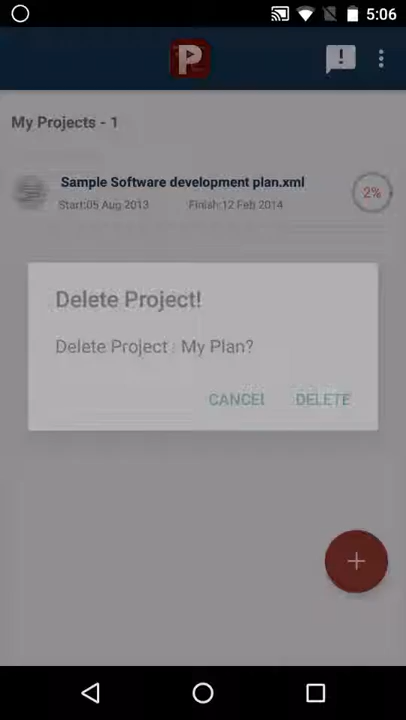 5:06
P
!
My Projects - 1
Sample Software development plan.xml
Start:05 Aug 2013 Finish:12 Feb 2014
2%
Delete Project!
Delete Project : My Plan?
CANCEL DELETE
+